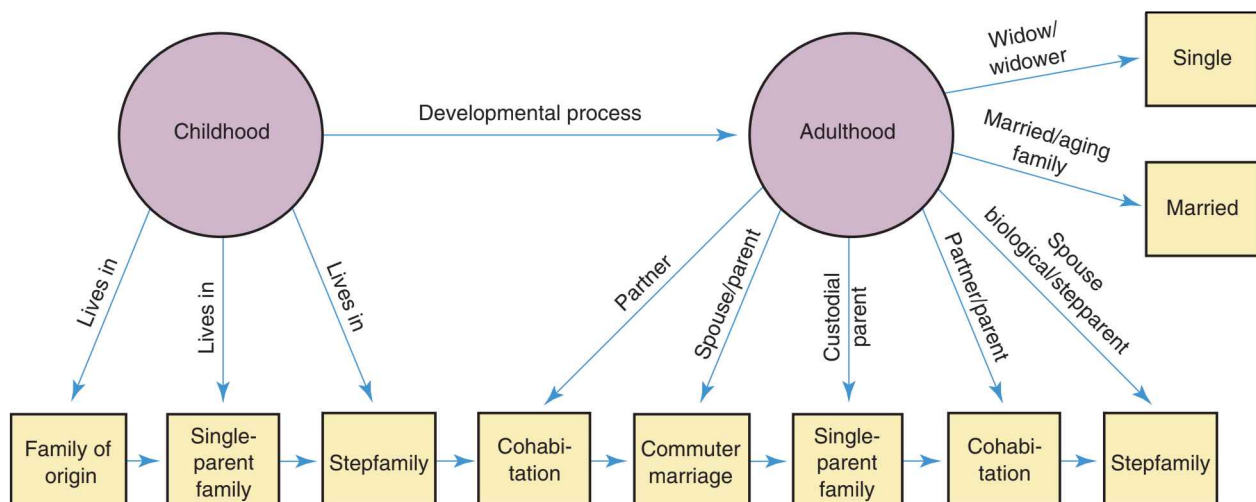 Childhood
Developmental process
Adulthood
Widow/
widower
Single
Married/aging
family
Married
Lives in
Lives in
Lives in
Partner
Spouse/parent
Custodial
parent
Partner/parent
Spouse
biological/stepparent
Family of
origin
Single-
parent
family
Stepfamily
Cohabi-
tation
Commuter
marriage
Single-
parent
family
Cohabi-
tation
Stepfamily